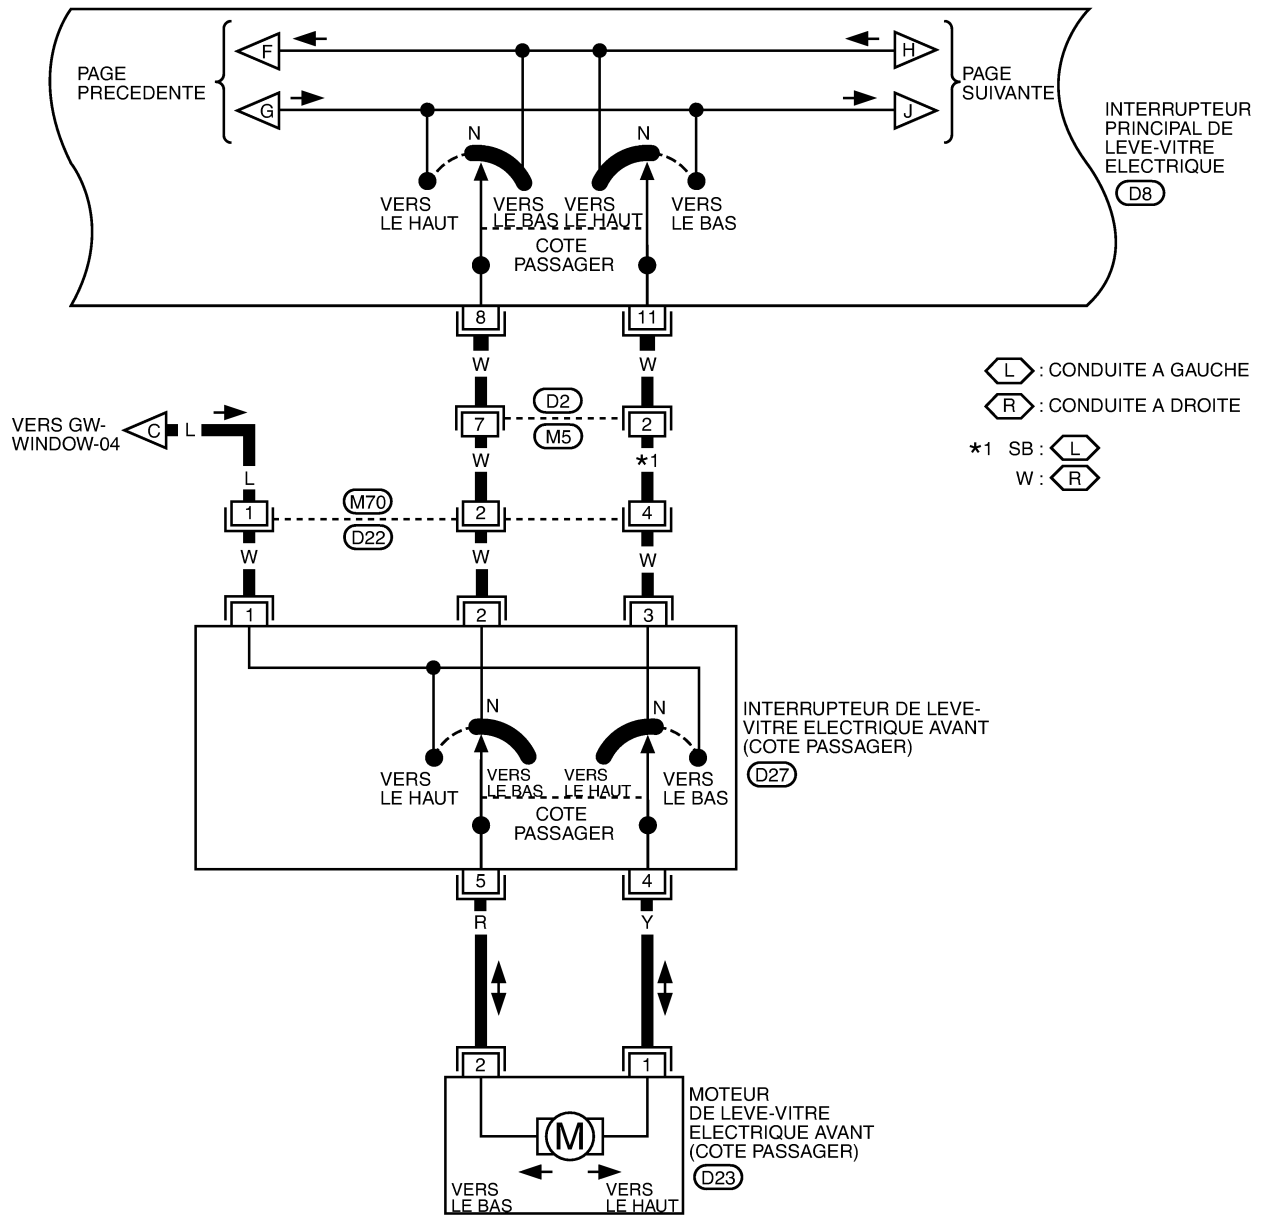 PAGE
PRECEDENTE
F
G
H
J
PAGE
SUIVANTE
INTERRUPTEUR
PRINCIPAL DE
LEVE-VITRE
ELECTRIQUE
D8
N
N
VERS
LE HAUT
VERS
LE BAS
VERS
LE HAUT
VERS
LE BAS
COTE
PASSAGER
8
11
W
W
L : CONDUITE A GAUCHE
R : CONDUITE A DROITE
*1 SB : L
W : R
VERS GW-
WINDOW-04
C
L
7
D2
M5
2
W
*1
L
1
M70
D22
2
4
W
W
W
1
2
3
N
N
INTERRUPTEUR DE LEVE-
VITRE ELECTRIQUE AVANT
(COTE PASSAGER)
D27
VERS
LE HAUT
VERS
LE BAS
VERS
LE HAUT
VERS
LE BAS
COTE
PASSAGER
5
4
R
Y
2
1
MOTEUR
DE LEVE-VITRE
ELECTRIQUE AVANT
(COTE PASSAGER)
D23
M
VERS
LE BAS
VERS
LE HAUT